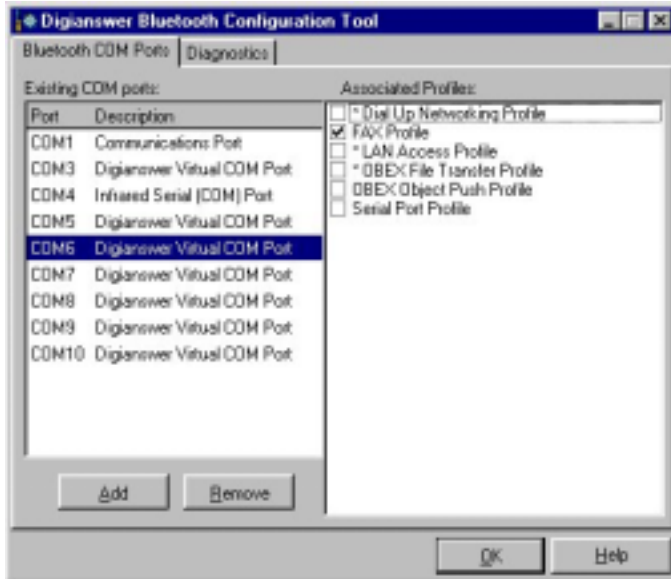 Digianswer Bluetooth Configuration Tool
Bluetooth COM Ports Diagnostics
Existing COM ports: Associated Profiles:
Port Description
COM1 Communications Port
COM3 Digianswer Virtual COM Port
COM4 Infrared Serial (COM) Port
COM5 Digianswer Virtual COM Port
COM6 Digianswer Virtual COM Port
COM7 Digianswer Virtual COM Port
COM8 Digianswer Virtual COM Port
COM9 Digianswer Virtual COM Port
COM10 Digianswer Virtual COM Port
* Dial Up Networking Profile
FAX Profile
* LAN Access Profile
* OBEX File Transfer Profile
OBEX Object Push Profile
Serial Port Profile
Add Remove
OK Help